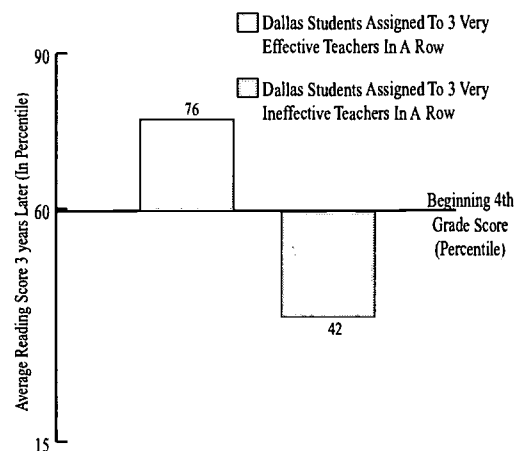 Dallas Students Assigned To 3 Very
Effective Teachers In A Row
Dallas Students Assigned To 3 Very
Ineffective Teachers In A Row
Average Reading Score 3 years Later (In Percentile)
90
76
60
Beginning 4th
Grade Score
(Percentile)
42
15